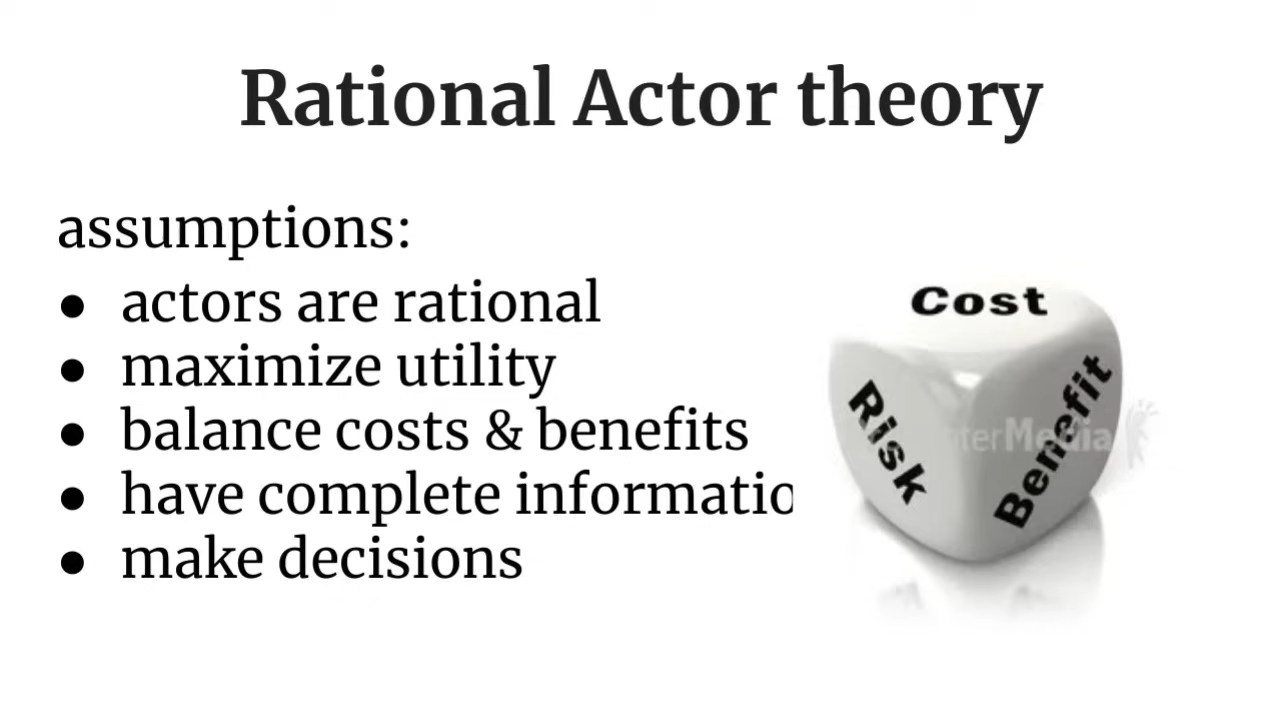 Rational Actor theory
assumptions:
● actors are rational
● maximize utility
● balance costs & benefits
● have complete informatio
● make decisions
Cost
Risk
Benefit